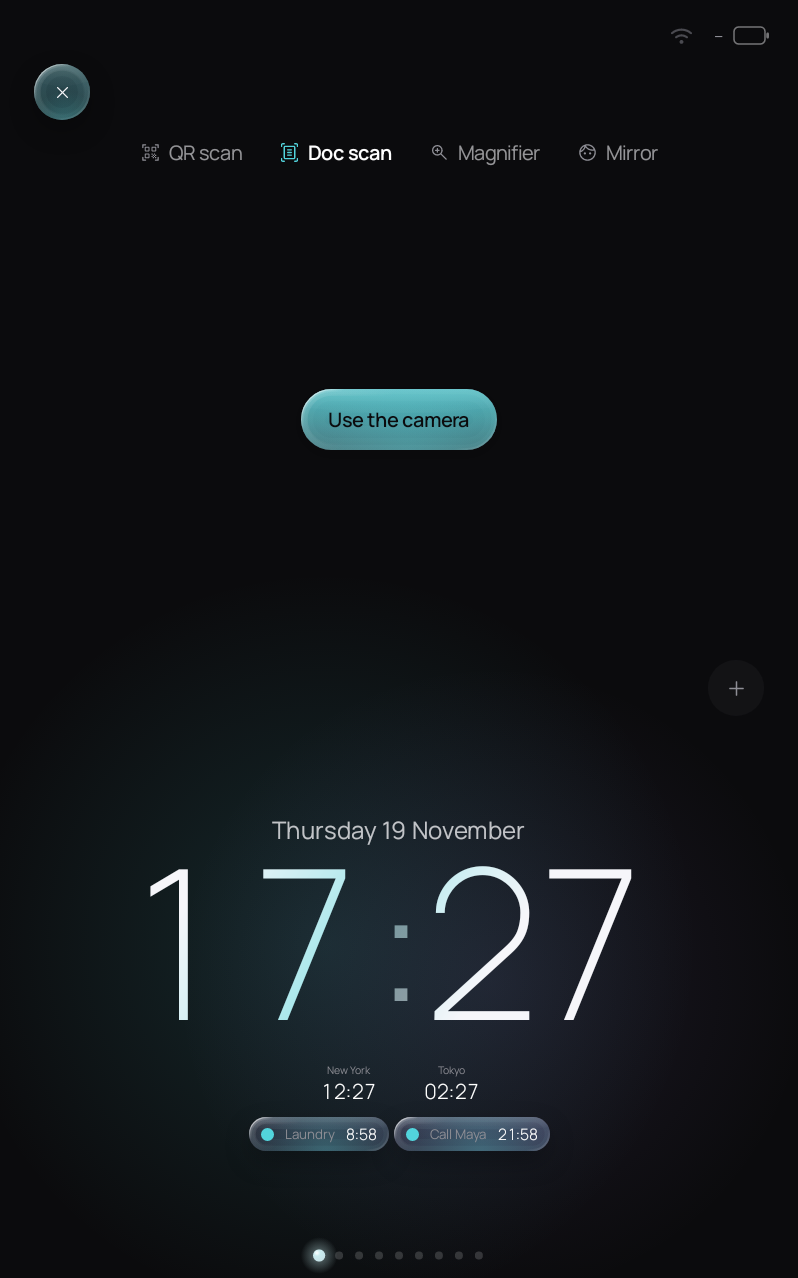 –
QR scan Doc scan Magnifier Mirror
Use the camera
Thursday 19 November
17:27
New York Tokyo
12:27 02:27
Laundry 8:58 Call Maya 21:58